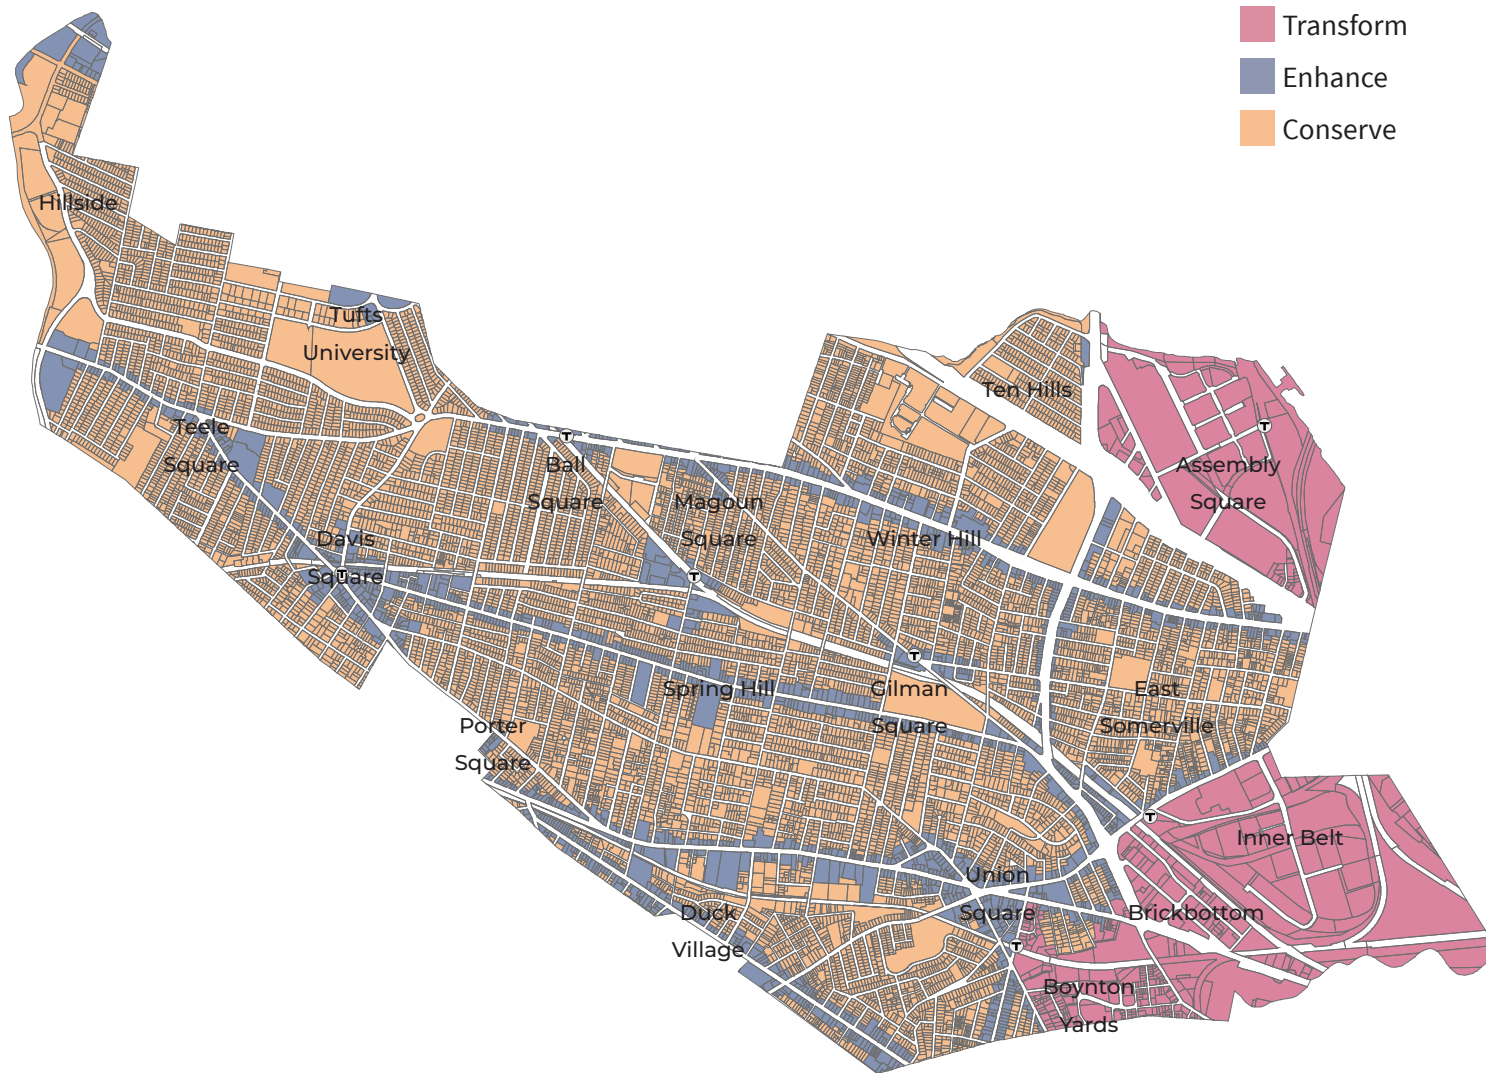 Transform
Enhance
Conserve
Hillside
Tufts
University
Ten Hills
Teele
Square
Ball
Square
Magoun
Square
Assembly
Square
Davis
Square
Winter Hill
Spring Hill
Gilman
Square
East
Somerville
Porter
Square
Inner Belt
Union
Square
Duck
Village
Brickbottom
Boynton
Yards
T
T
T
T
T
T
T